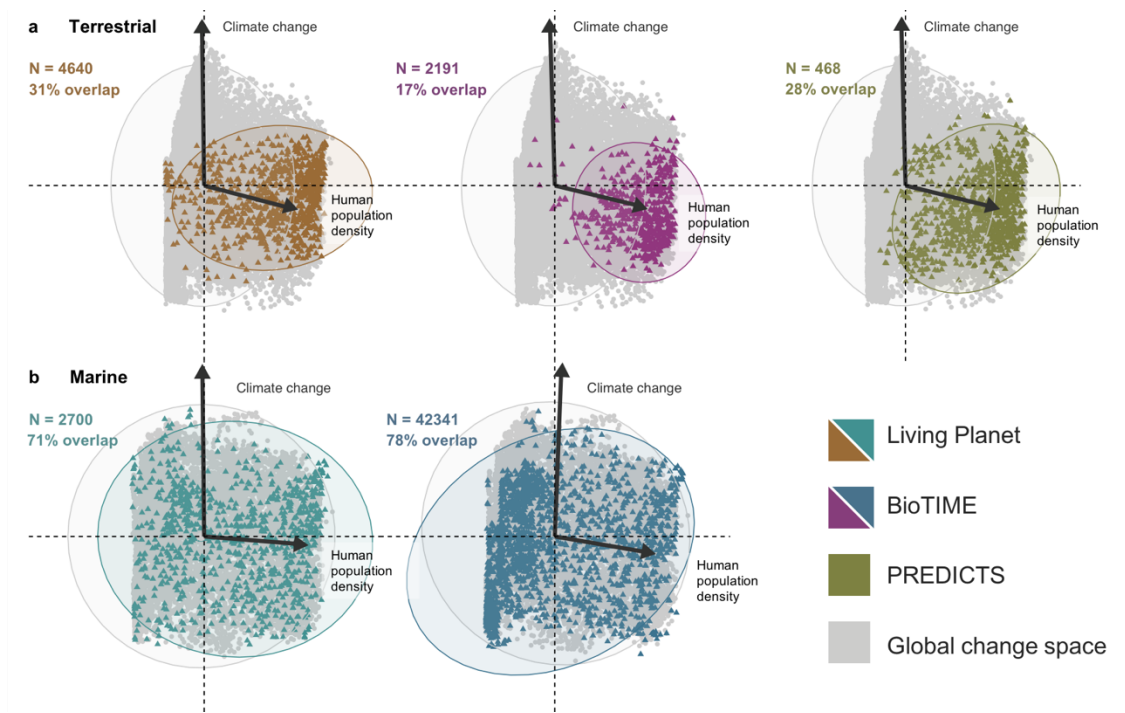 a Terrestrial
Climate change
N = 4640
31% overlap
Human
population
density
Climate change
N = 2191
17% overlap
Human
population
density
Climate change
N = 468
28% overlap
Human
population
density
b Marine
Climate change
N = 2700
71% overlap
Human
population
density
Climate change
N = 42341
78% overlap
Human
population
density
Living Planet
BioTIME
PREDICTS
Global change space